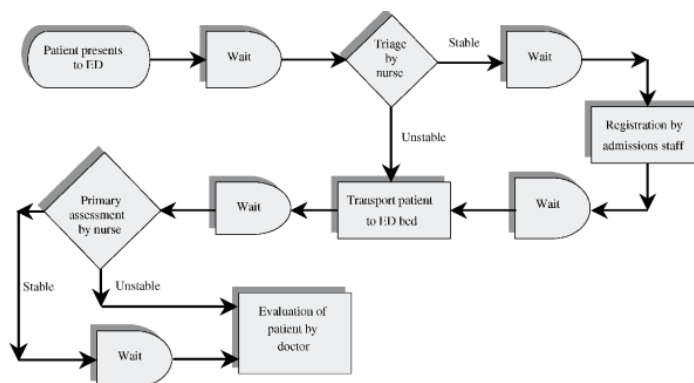 Patient presents
to ED
Wait
Triage
by
nurse
Stable
Wait
Registration by
admissions staff
Unstable
Wait
Transport patient
to ED bed
Wait
Primary
assessment
by nurse
Stable
Unstable
Wait
Evaluation of
patient by
doctor